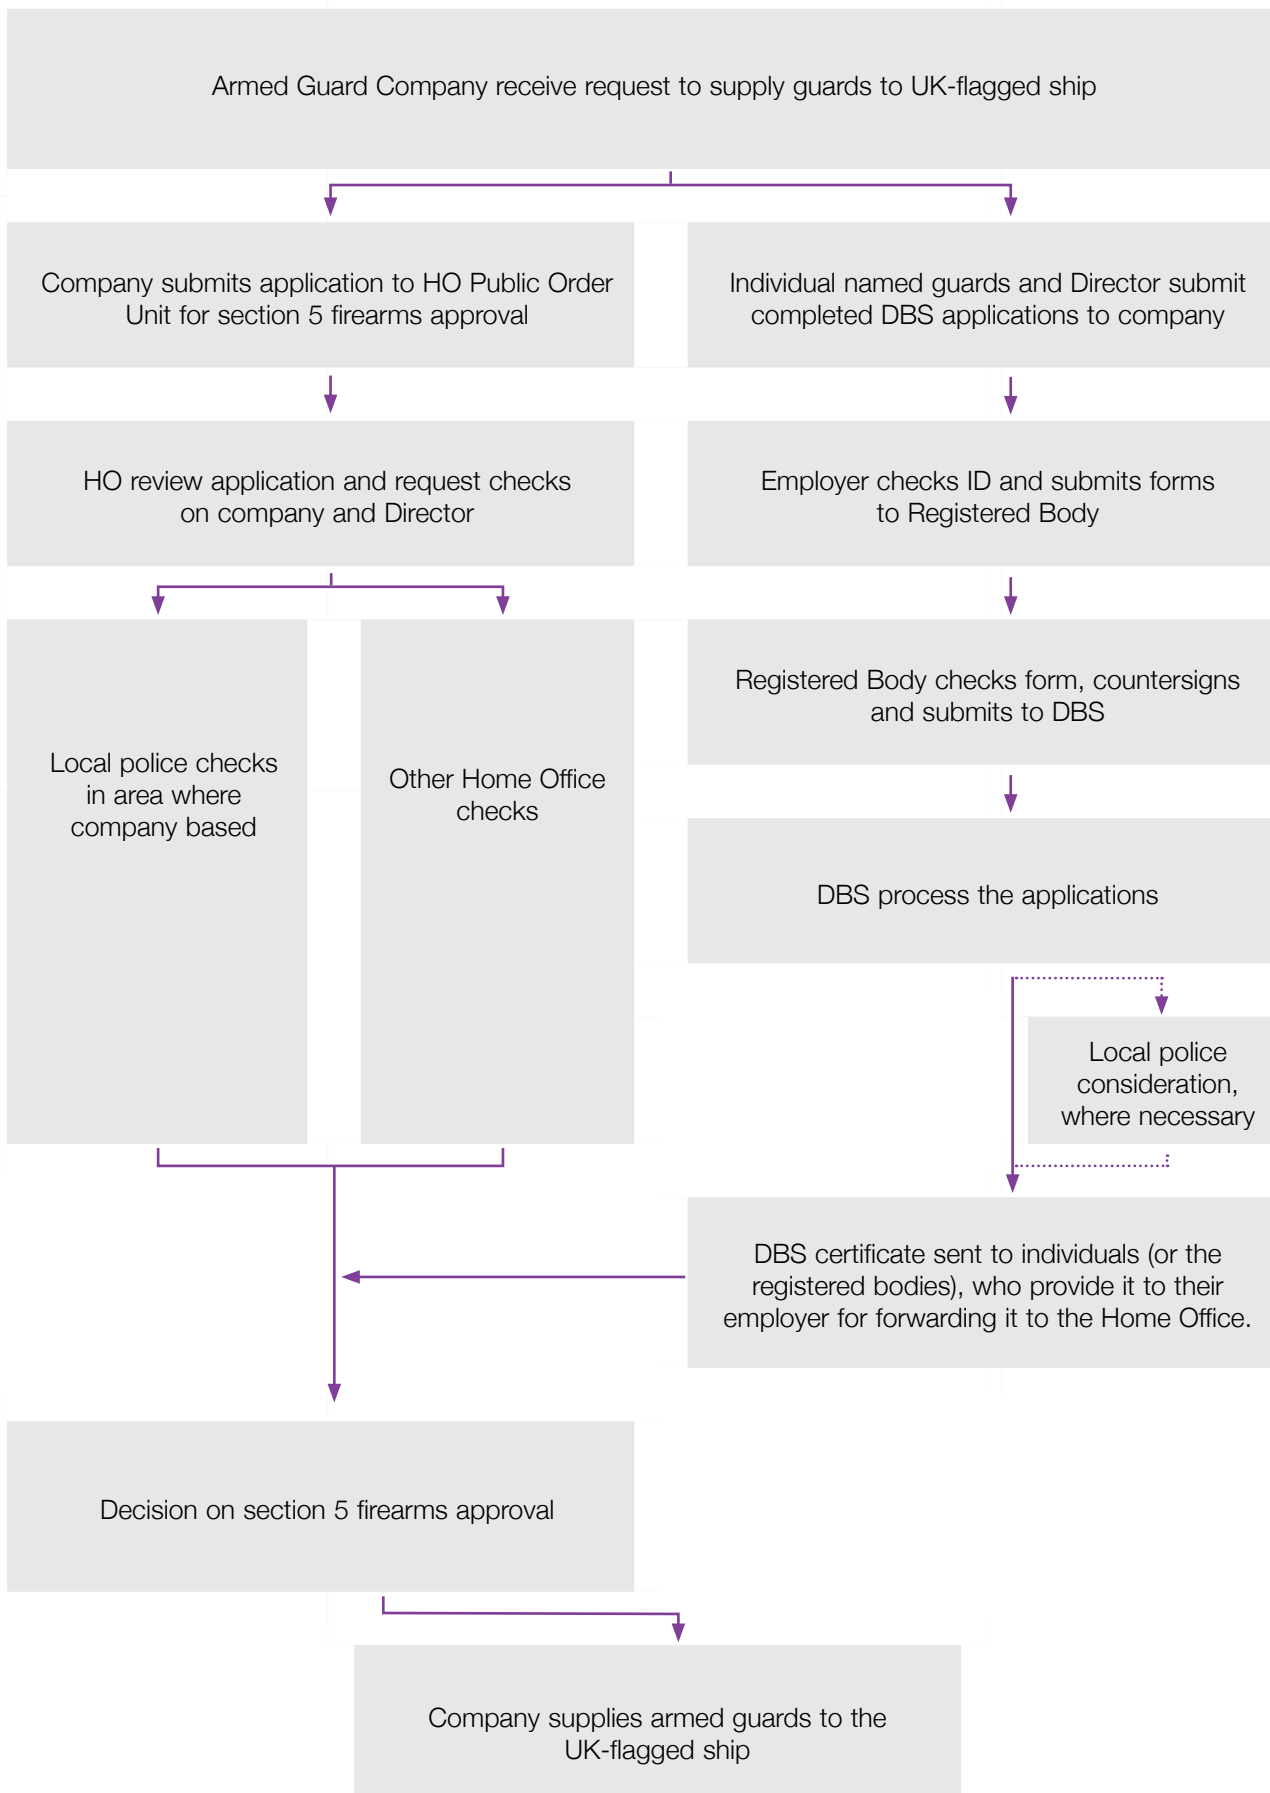 Armed Guard Company receive request to supply guards to UK-flagged ship
Company submits application to HO Public Order
Unit for section 5 firearms approval
Individual named guards and Director submit
completed DBS applications to company
HO review application and request checks
on company and Director
Employer checks ID and submits forms
to Registered Body
Local police checks
in area where
company based
Other Home Office
checks
Registered Body checks form, countersigns
and submits to DBS
DBS process the applications
Local police
consideration,
where necessary
DBS certificate sent to individuals (or the
registered bodies), who provide it to their
employer for forwarding it to the Home Office.
Decision on section 5 firearms approval
Company supplies armed guards to the
UK-flagged ship